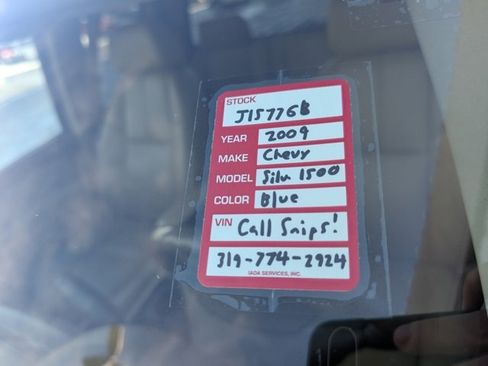 STOCK
J15776B
YEAR 2009
MAKE Chevy
MODEL Silv 1500
COLOR Blue
VIN Call Snips!
319-774-2924
IADA SERVICES, INC.